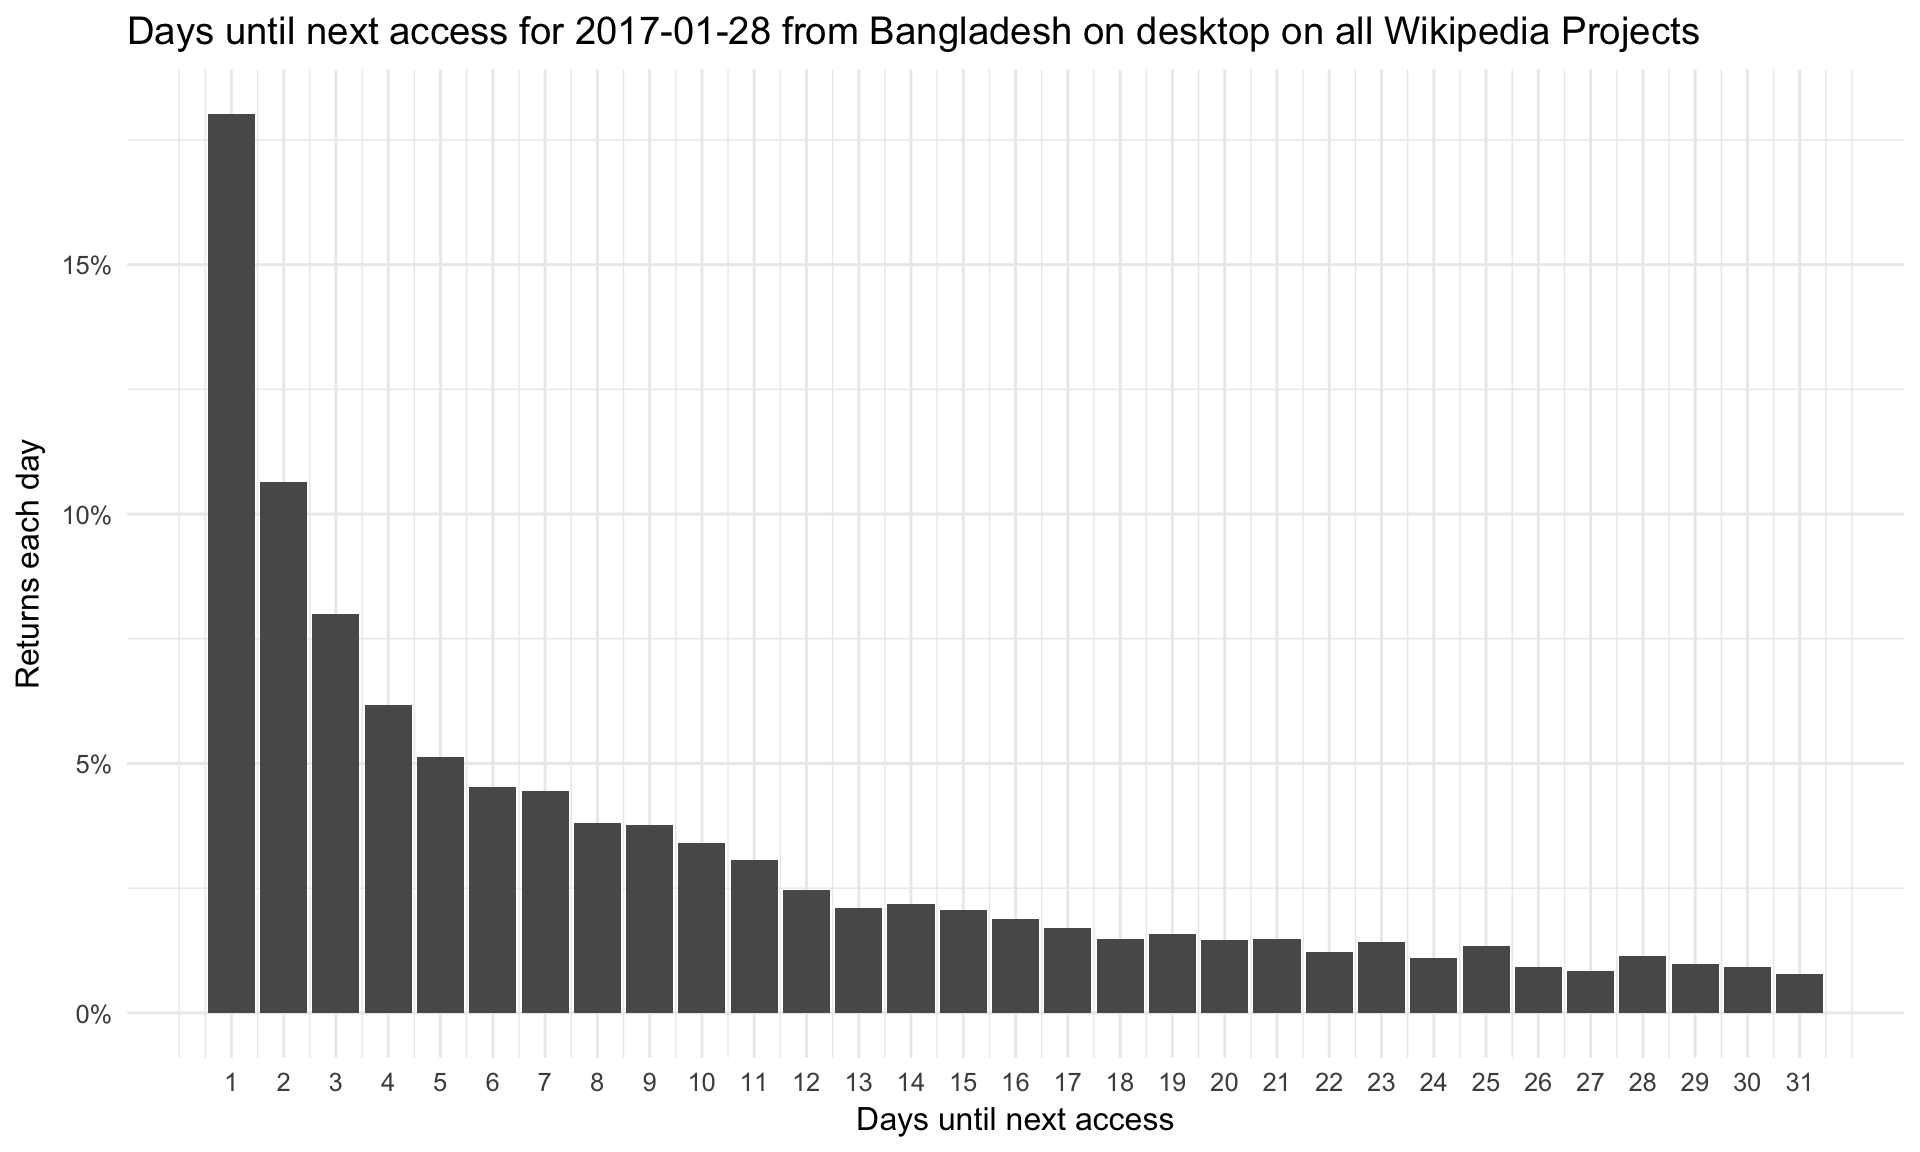 Days until next access for 2017-01-28 from Bangladesh on desktop on all Wikipedia Projects
Returns each day
15%
10%
5%
0%
1 2 3 4 5 6 7 8 9 10 11 12 13 14 15 16 17 18 19 20 21 22 23 24 25 26 27 28 29 30 31
Days until next access